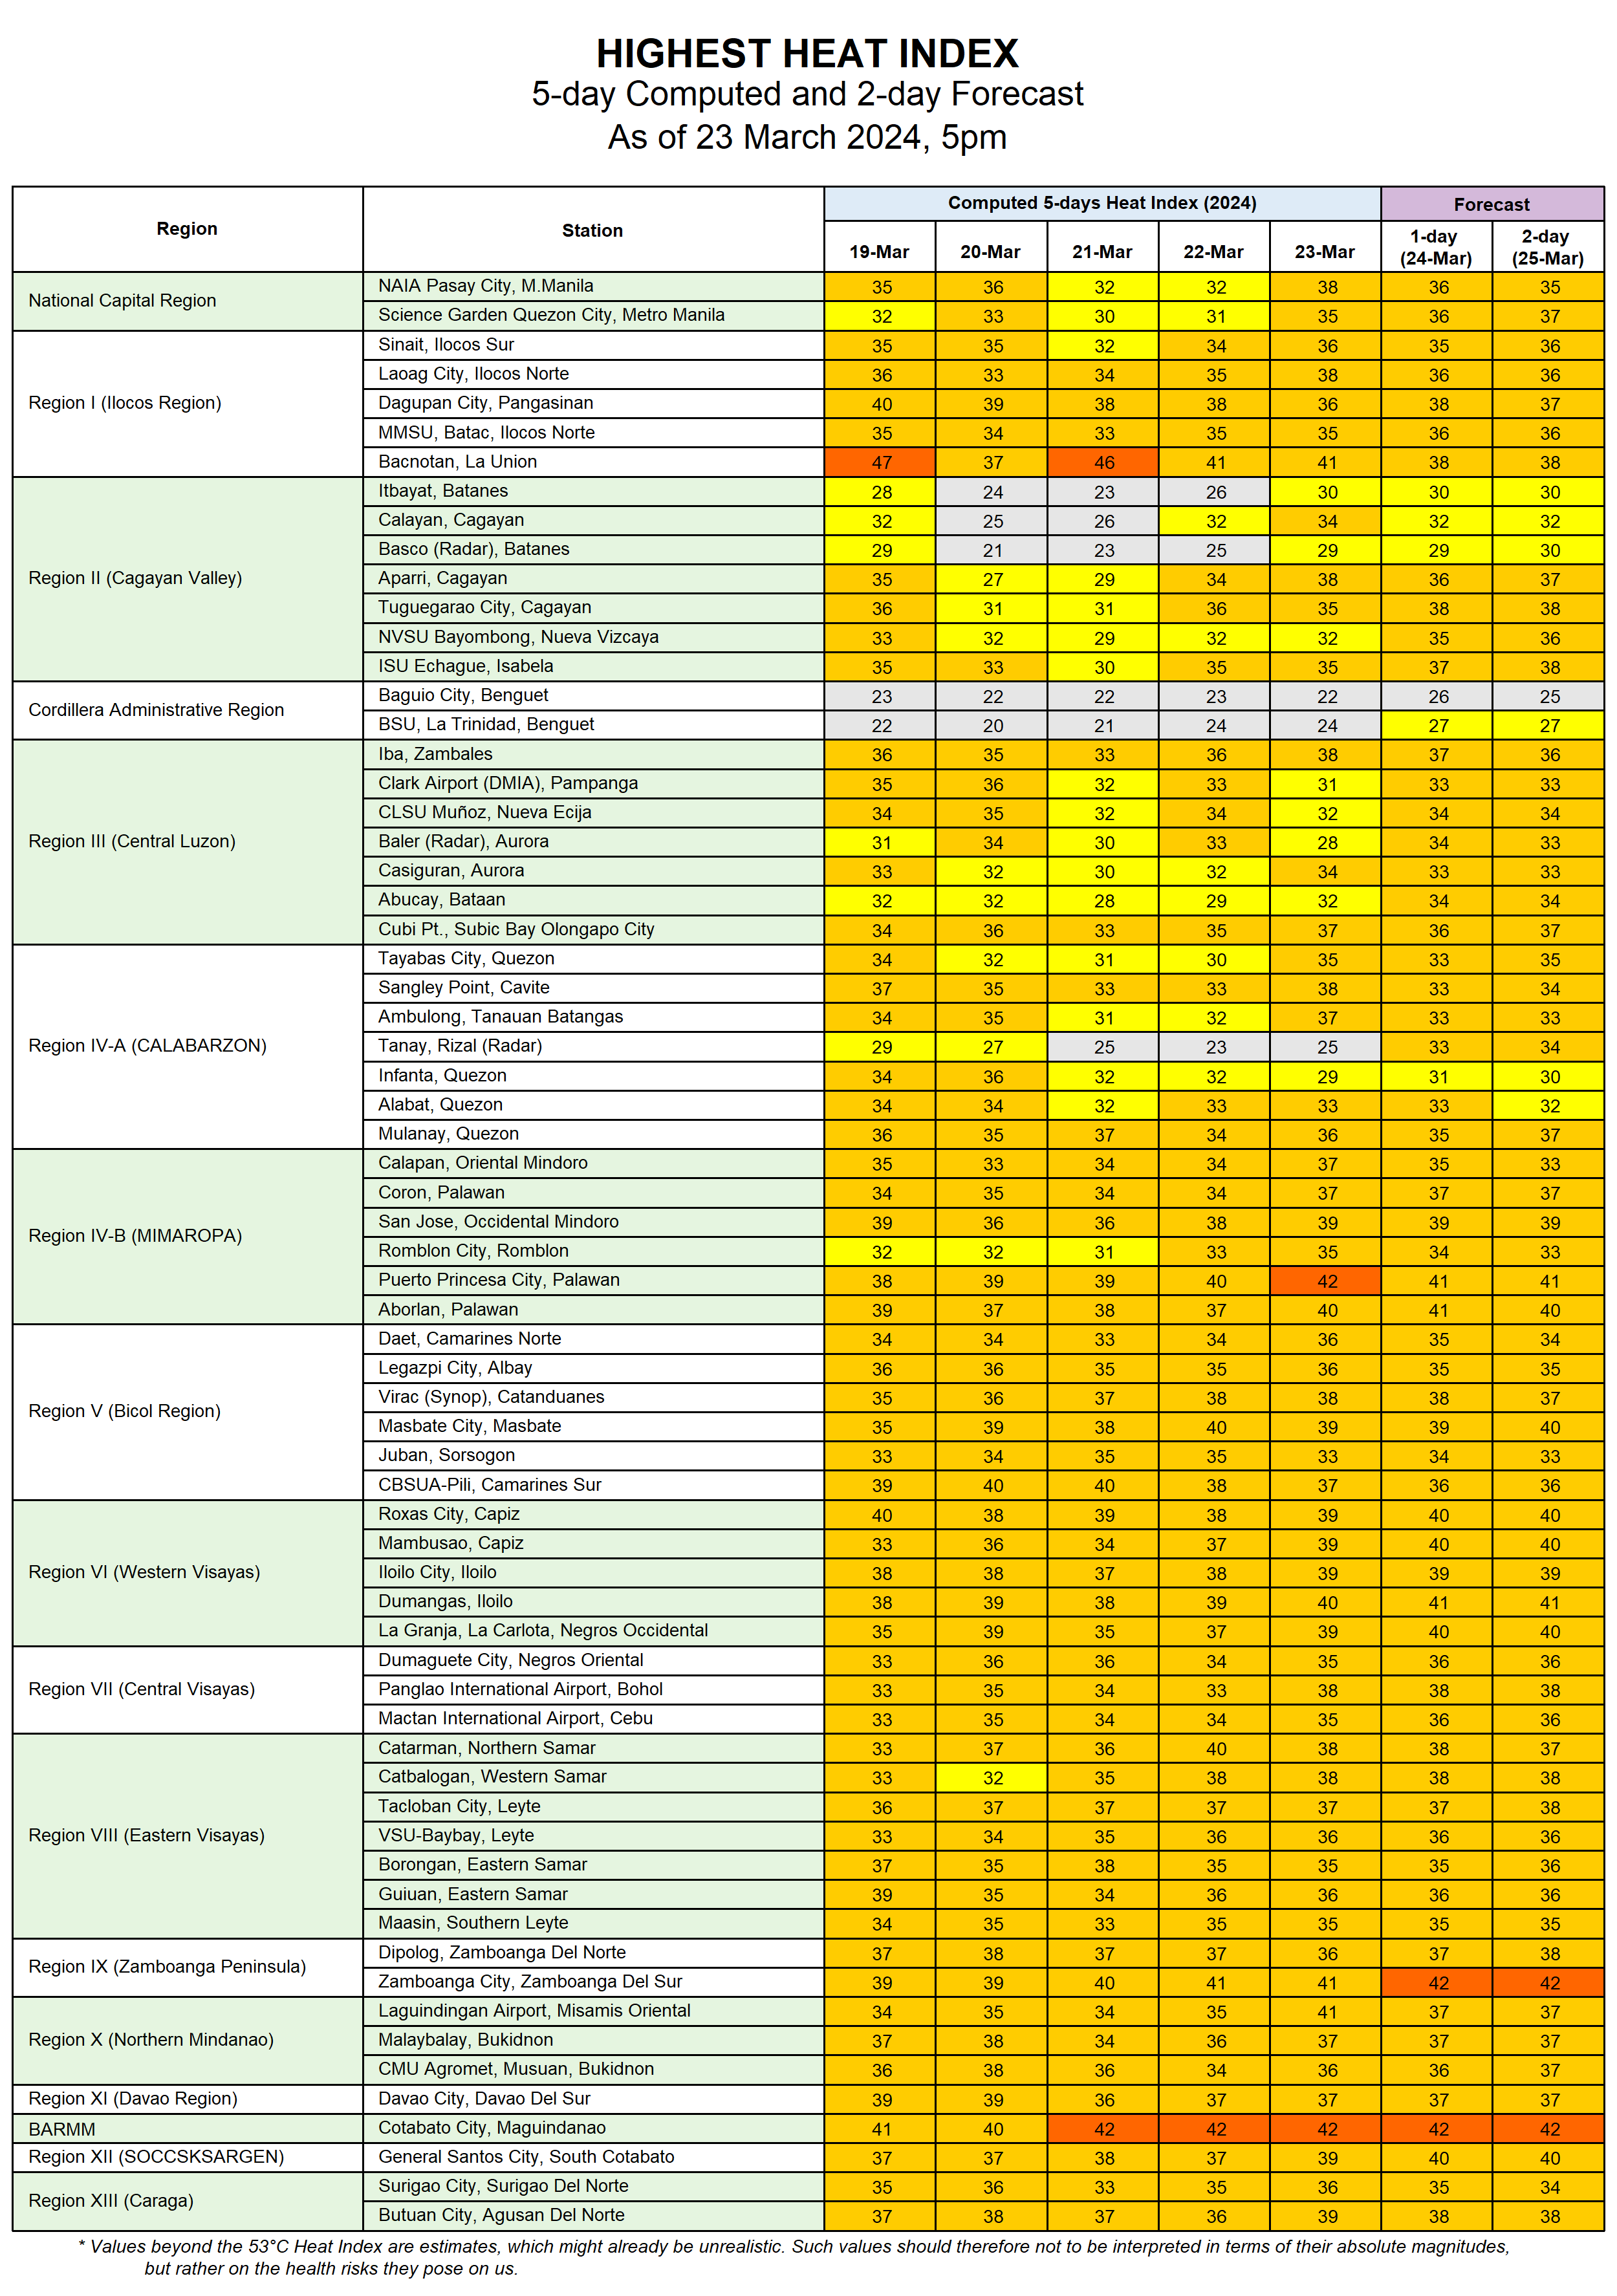 HIGHEST HEAT INDEX
5-day Computed and 2-day Forecast
As of 23 March 2024, 5pm
Region Station Computed 5-days Heat Index (2024) Forecast
19-Mar 20-Mar 21-Mar 22-Mar 23-Mar 1-day (24-Mar) 2-day (25-Mar)
National Capital Region
NAIA Pasay City, M.Manila 35 36 32 32 38 36 35
Science Garden Quezon City, Metro Manila 32 33 30 31 35 36 37
Region I (Ilocos Region)
Sinait, Ilocos Sur 35 35 32 34 36 35 36
Laoag City, Ilocos Norte 36 33 34 35 38 36 36
Dagupan City, Pangasinan 40 39 38 38 36 38 37
MMSU, Batac, Ilocos Norte 35 34 33 35 35 36 36
Bacnotan, La Union 47 37 46 41 41 38 38
Region II (Cagayan Valley)
Itbayat, Batanes 28 24 23 26 30 30 30
Calayan, Cagayan 32 25 26 32 34 32 32
Basco (Radar), Batanes 29 21 23 25 29 29 30
Aparri, Cagayan 35 27 29 34 38 36 37
Tuguegarao City, Cagayan 36 31 31 36 35 38 38
NVSU Bayombong, Nueva Vizcaya 33 32 29 32 32 35 36
ISU Echague, Isabela 35 33 30 35 35 37 38
Cordillera Administrative Region
Baguio City, Benguet 23 22 22 23 22 26 25
BSU, La Trinidad, Benguet 22 20 21 24 24 27 27
Region III (Central Luzon)
Iba, Zambales 36 35 33 36 38 37 36
Clark Airport (DMIA), Pampanga 35 36 32 33 31 33 33
CLSU Muñoz, Nueva Ecija 34 35 32 34 32 34 34
Baler (Radar), Aurora 31 34 30 33 28 34 33
Casiguran, Aurora 33 32 30 32 34 33 33
Abucay, Bataan 32 32 28 29 32 34 34
Cubi Pt., Subic Bay Olongapo City 34 36 33 35 37 36 37
Region IV-A (CALABARZON)
Tayabas City, Quezon 34 32 31 30 35 33 35
Sangley Point, Cavite 37 35 33 33 38 33 34
Ambulong, Tanauan Batangas 34 35 31 32 37 33 33
Tanay, Rizal (Radar) 29 27 25 23 25 33 34
Infanta, Quezon 34 36 32 32 29 31 30
Alabat, Quezon 34 34 32 33 33 33 32
Mulanay, Quezon 36 35 37 34 36 35 37
Region IV-B (MIMAROPA)
Calapan, Oriental Mindoro 35 33 34 34 37 35 33
Coron, Palawan 34 35 34 34 37 37 37
San Jose, Occidental Mindoro 39 36 36 38 39 39 39
Romblon City, Romblon 32 32 31 33 35 34 33
Puerto Princesa City, Palawan 38 39 39 40 42 41 41
Aborlan, Palawan 39 37 38 37 40 41 40
Region V (Bicol Region)
Daet, Camarines Norte 34 34 33 34 36 35 34
Legazpi City, Albay 36 36 35 35 36 35 35
Virac (Synop), Catanduanes 35 36 37 38 38 38 37
Masbate City, Masbate 35 39 38 40 39 39 40
Juban, Sorsogon 33 34 35 35 33 34 33
CBSUA-Pili, Camarines Sur 39 40 40 38 37 36 36
Region VI (Western Visayas)
Roxas City, Capiz 40 38 39 38 39 40 40
Mambusao, Capiz 33 36 34 37 39 40 40
Iloilo City, Iloilo 38 38 37 38 39 39 39
Dumangas, Iloilo 38 39 38 39 40 41 41
La Granja, La Carlota, Negros Occidental 35 39 35 37 39 40 40
Region VII (Central Visayas)
Dumaguete City, Negros Oriental 33 36 36 34 35 36 36
Panglao International Airport, Bohol 33 35 34 33 38 38 38
Mactan International Airport, Cebu 33 35 34 34 35 36 36
Region VIII (Eastern Visayas)
Catarman, Northern Samar 33 37 36 40 38 38 37
Catbalogan, Western Samar 33 32 35 38 38 38 38
Tacloban City, Leyte 36 37 37 37 37 37 38
VSU-Baybay, Leyte 33 34 35 36 36 36 36
Borongan, Eastern Samar 37 35 38 35 35 35 36
Guiuan, Eastern Samar 39 35 34 36 36 36 36
Maasin, Southern Leyte 34 35 33 35 35 35 35
Region IX (Zamboanga Peninsula)
Dipolog, Zamboanga Del Norte 37 38 37 37 36 37 38
Zamboanga City, Zamboanga Del Sur 39 39 40 41 41 42 42
Region X (Northern Mindanao)
Laguindingan Airport, Misamis Oriental 34 35 34 35 41 37 37
Malaybalay, Bukidnon 37 38 34 36 37 37 37
CMU Agromet, Musuan, Bukidnon 36 38 36 34 36 36 37
Region XI (Davao Region) Davao City, Davao Del Sur 39 39 36 37 37 37 37
BARMM Cotabato City, Maguindanao 41 40 42 42 42 42 42
Region XII (SOCCSKSARGEN) General Santos City, South Cotabato 37 37 38 37 39 40 40
Region XIII (Caraga)
Surigao City, Surigao Del Norte 35 36 33 35 36 35 34
Butuan City, Agusan Del Norte 37 38 37 36 39 38 38
* Values beyond the 53°C Heat Index are estimates, which might already be unrealistic. Such values should therefore not to be interpreted in terms of their absolute magnitudes,
but rather on the health risks they pose on us.